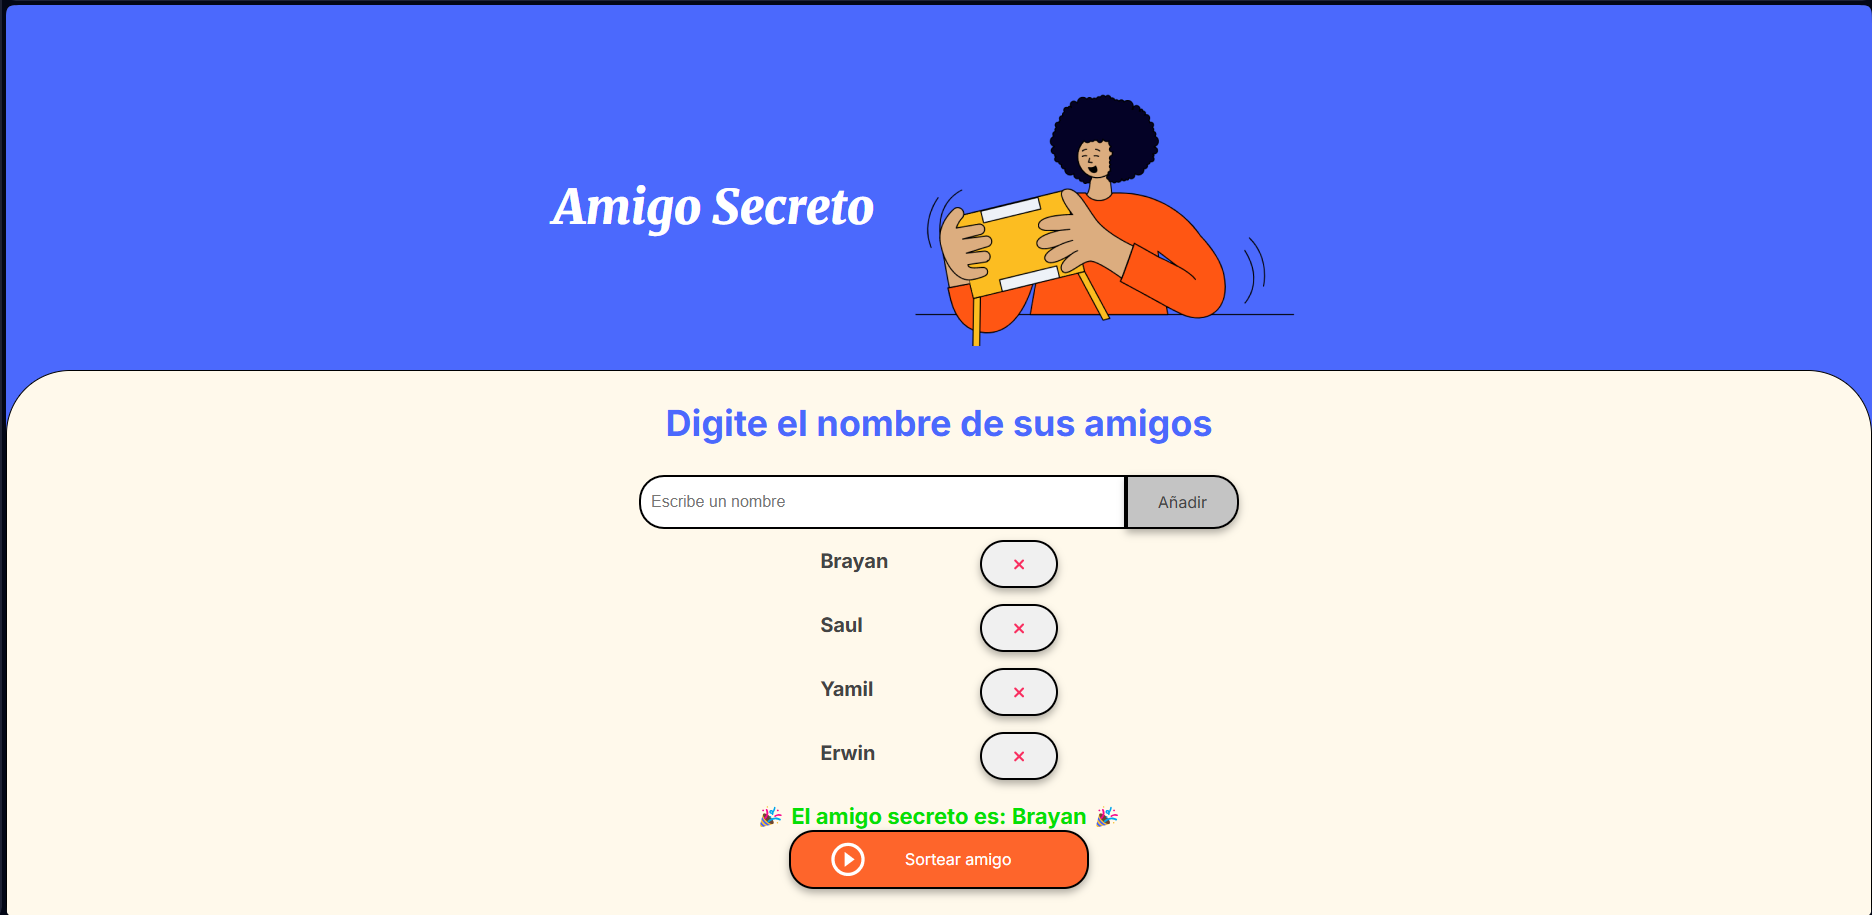 Amigo Secreto
Digite el nombre de sus amigos
Escribe un nombre
Añadir
Brayan
Saul
Yamil
Erwin
🎉 El amigo secreto es: Brayan 🎉
Sortear amigo